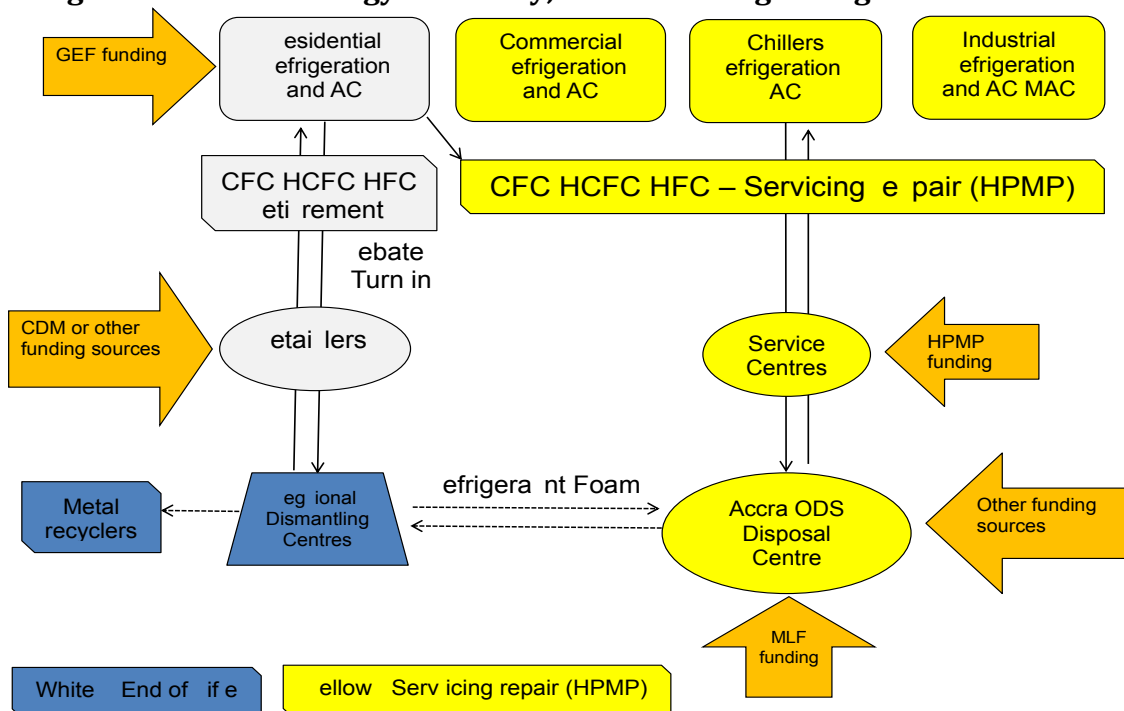 GEF funding
esidential
efrigeration
and AC
Commercial
efrigeration
and AC
Chillers
efrigeration
AC
Industrial
efrigeration
and AC MAC
CFC HCFC HFC
eti rement
CFC HCFC HFC – Servicing e pair (HPMP)
ebate
Turn in
CDM or other
funding sources
etai lers
Service
Centres
HPMP
funding
Metal
recyclers
eg ional
Dismantling
Centres
efrigera nt Foam
Accra ODS
Disposal
Centre
Other funding
sources
MLF
funding
White End of if e
ellow Serv icing repair (HPMP)